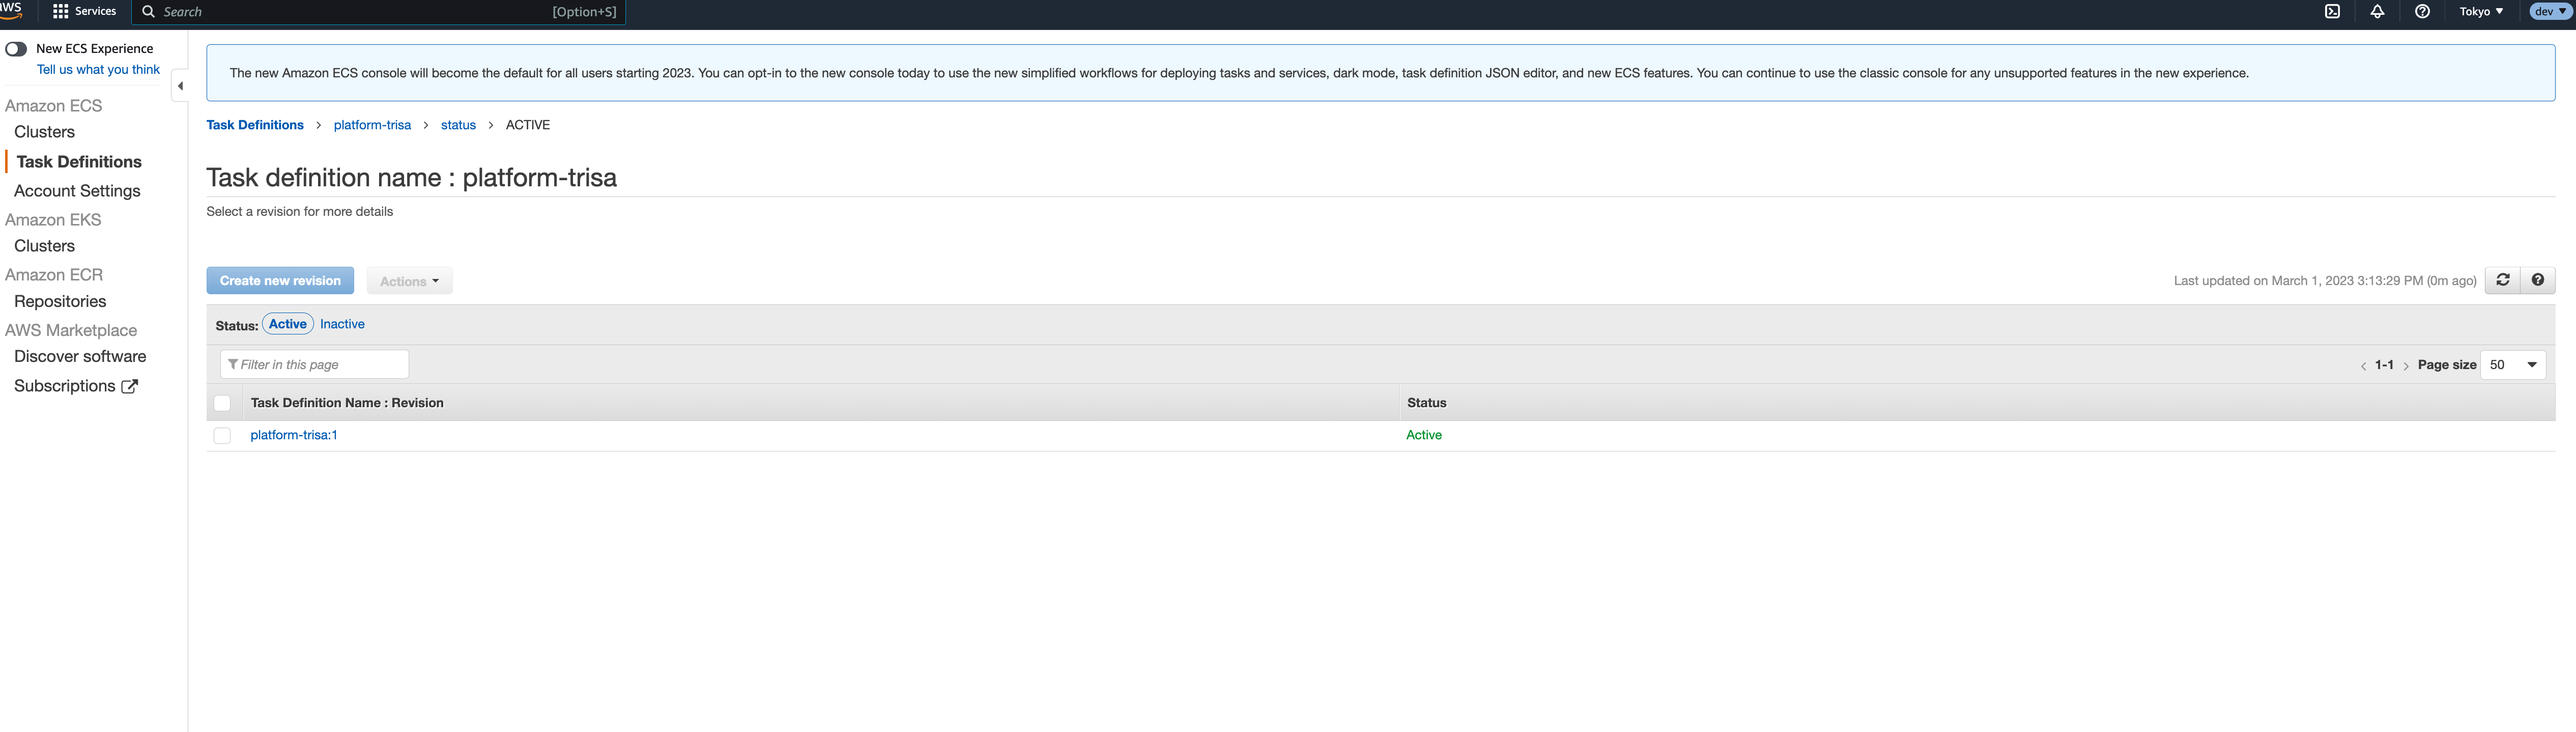 aws Services Search [Option+S] Tokyo ▼ dev ▼
New ECS Experience
Tell us what you think
Amazon ECS
Clusters
Task Definitions
Account Settings
Amazon EKS
Clusters
Amazon ECR
Repositories
AWS Marketplace
Discover software
Subscriptions
The new Amazon ECS console will become the default for all users starting 2023. You can opt-in to the new console today to use the new simplified workflows for deploying tasks and services, dark mode, task definition JSON editor, and new ECS features. You can continue to use the classic console for any unsupported features in the new experience.
Task Definitions > platform-trisa > status > ACTIVE
Task definition name : platform-trisa
Select a revision for more details
Create new revision Actions Last updated on March 1, 2023 3:13:29 PM (0m ago)
Status: Active Inactive
Filter in this page < 1-1 > Page size 50
Task Definition Name : Revision Status
platform-trisa:1 Active